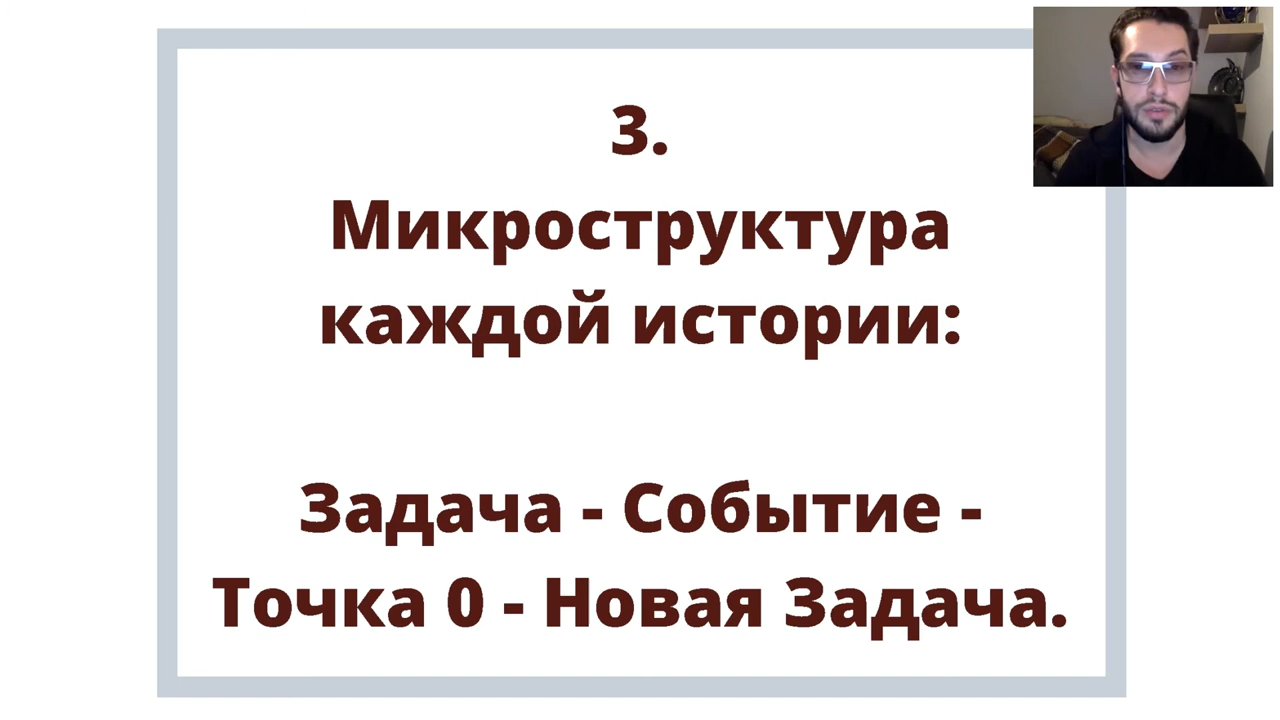 3.
Микроструктура
каждой истории:
Задача - Событие -
Точка 0 - Новая Задача.